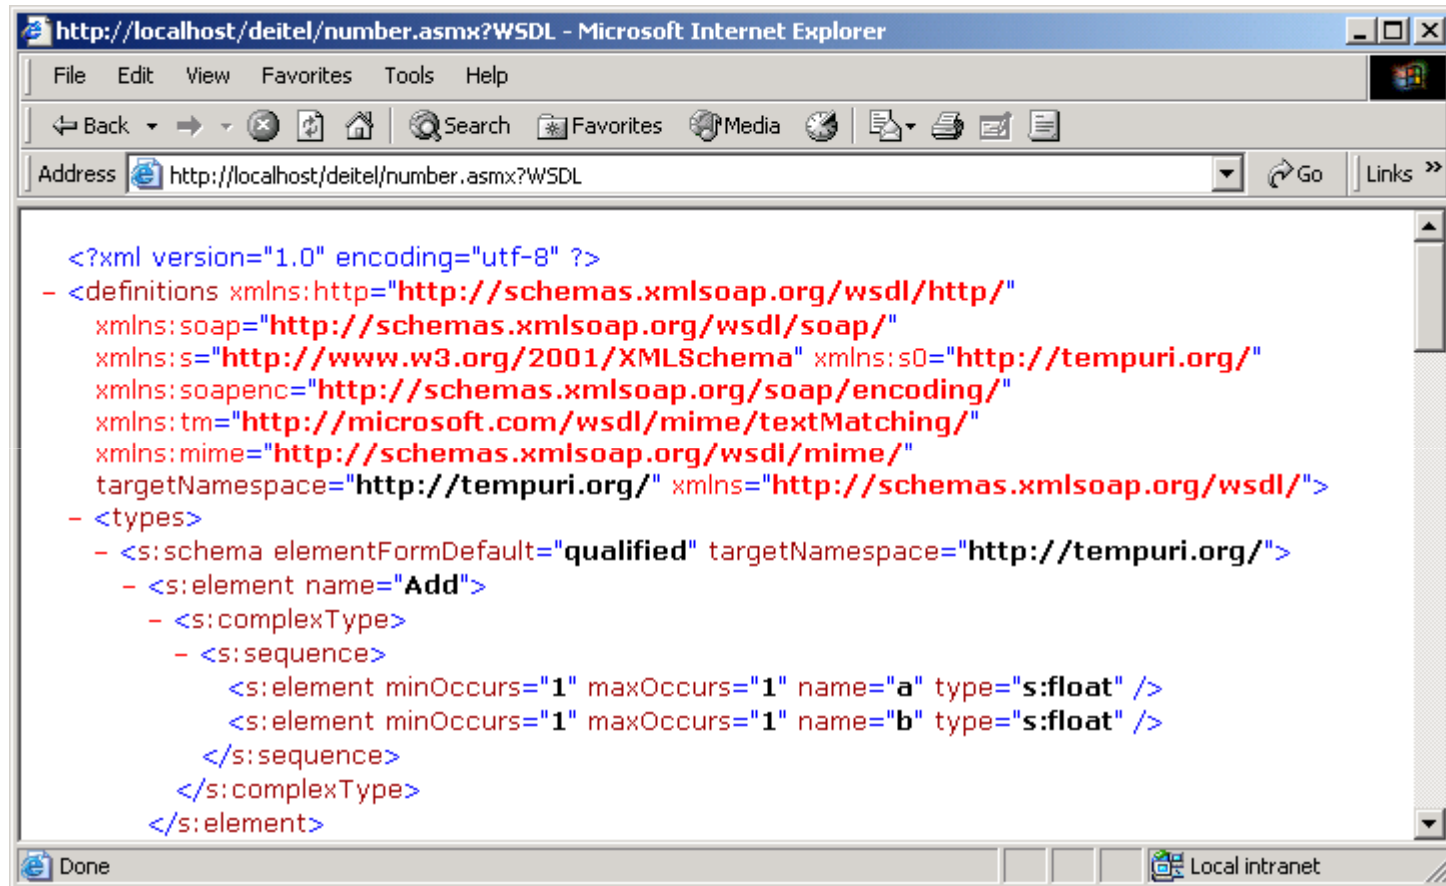 http://localhost/deitel/number.asmx?WSDL - Microsoft Internet Explorer
File Edit View Favorites Tools Help
Back Search Favorites Media
Address http://localhost/deitel/number.asmx?WSDL Go Links »
<?xml version="1.0" encoding="utf-8" ?>
- <definitions xmlns:http="http://schemas.xmlsoap.org/wsdl/http/"
xmlns:soap="http://schemas.xmlsoap.org/wsdl/soap/"
xmlns:s="http://www.w3.org/2001/XMLSchema" xmlns:s0="http://tempuri.org/"
xmlns:soapenc="http://schemas.xmlsoap.org/soap/encoding/"
xmlns:tm="http://microsoft.com/wsdl/mime/textMatching/"
xmlns:mime="http://schemas.xmlsoap.org/wsdl/mime/"
targetNamespace="http://tempuri.org/" xmlns="http://schemas.xmlsoap.org/wsdl/">
- <types>
- <s:schema elementFormDefault="qualified" targetNamespace="http://tempuri.org/">
- <s:element name="Add">
- <s:complexType>
- <s:sequence>
<s:element minOccurs="1" maxOccurs="1" name="a" type="s:float" />
<s:element minOccurs="1" maxOccurs="1" name="b" type="s:float" />
</s:sequence>
</s:complexType>
</s:element>
Done Local intranet